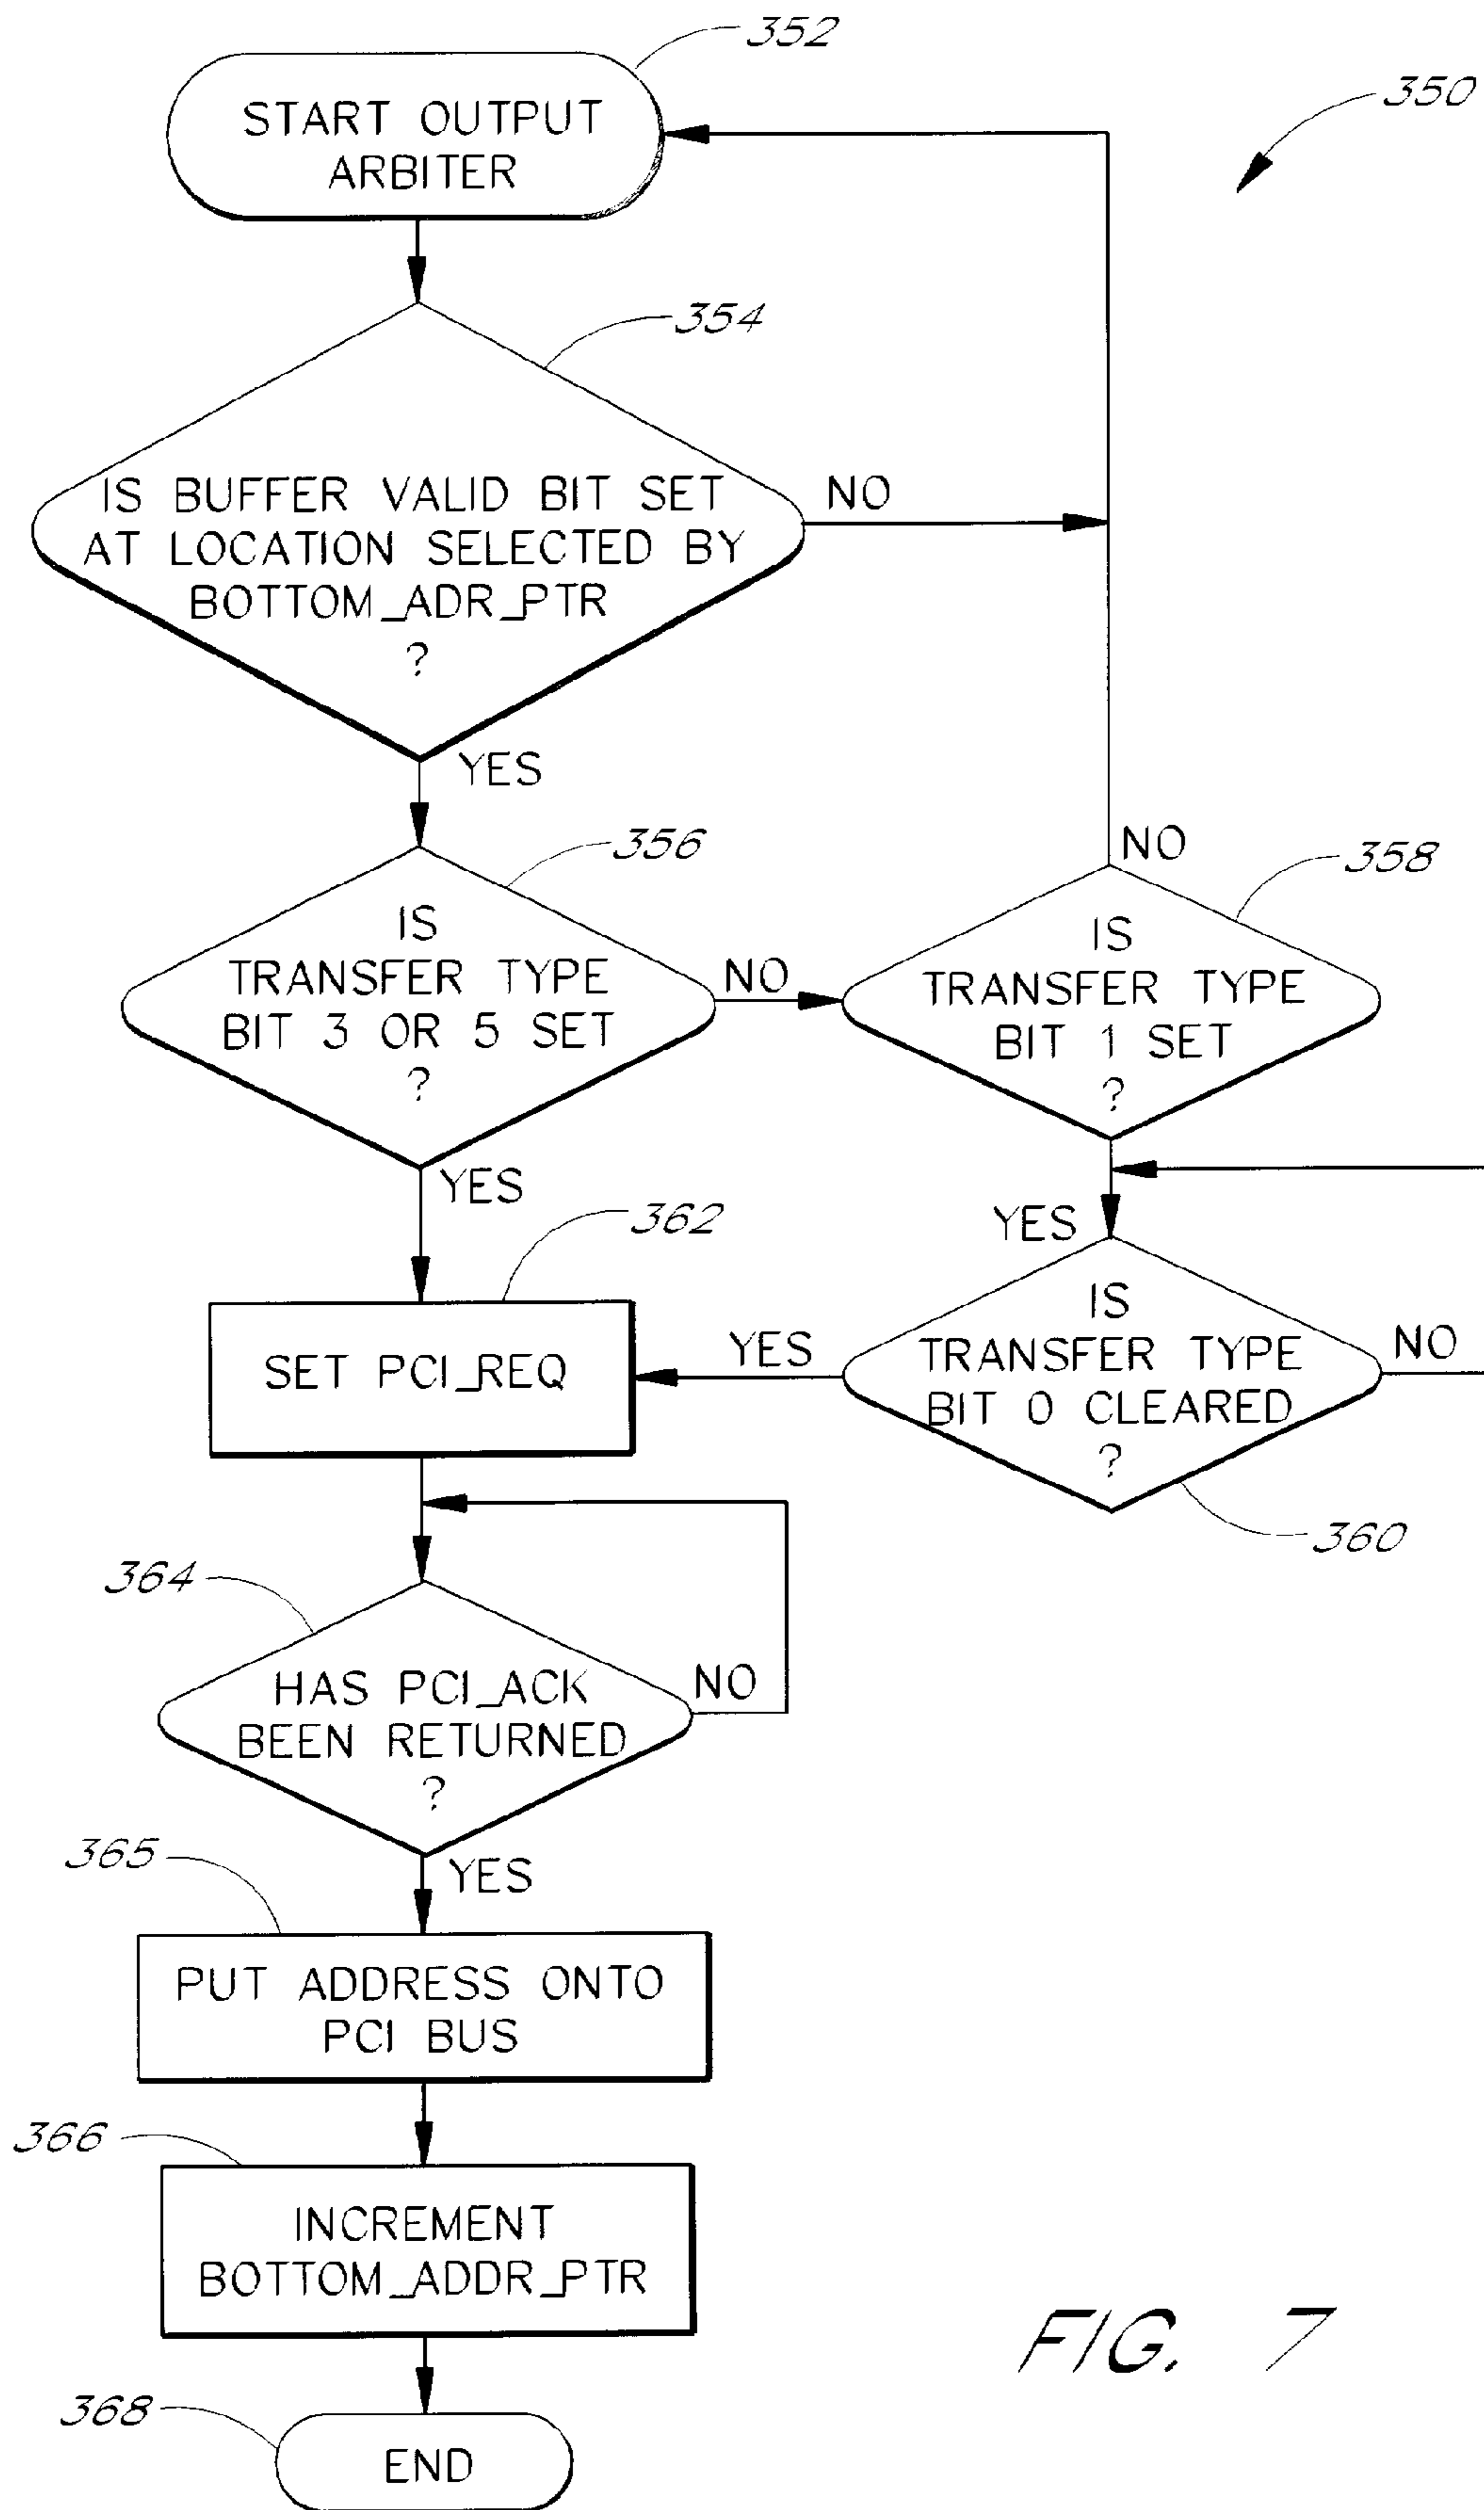 352
350
START OUTPUT
ARBITER
354
IS BUFFER VALID BIT SET
AT LOCATION SELECTED BY
BOTTOM_ADR_PTR
?
NO
YES
356
IS
TRANSFER TYPE
BIT 3 OR 5 SET
?
NO
YES
358
NO
IS
TRANSFER TYPE
BIT 1 SET
?
YES
362
SET PCI_REQ
YES
IS
TRANSFER TYPE
BIT 0 CLEARED
?
NO
360
364
HAS PCI_ACK
BEEN RETURNED
?
NO
YES
365
PUT ADDRESS ONTO
PCI BUS
366
INCREMENT
BOTTOM_ADDR_PTR
368
END
FIG. 7